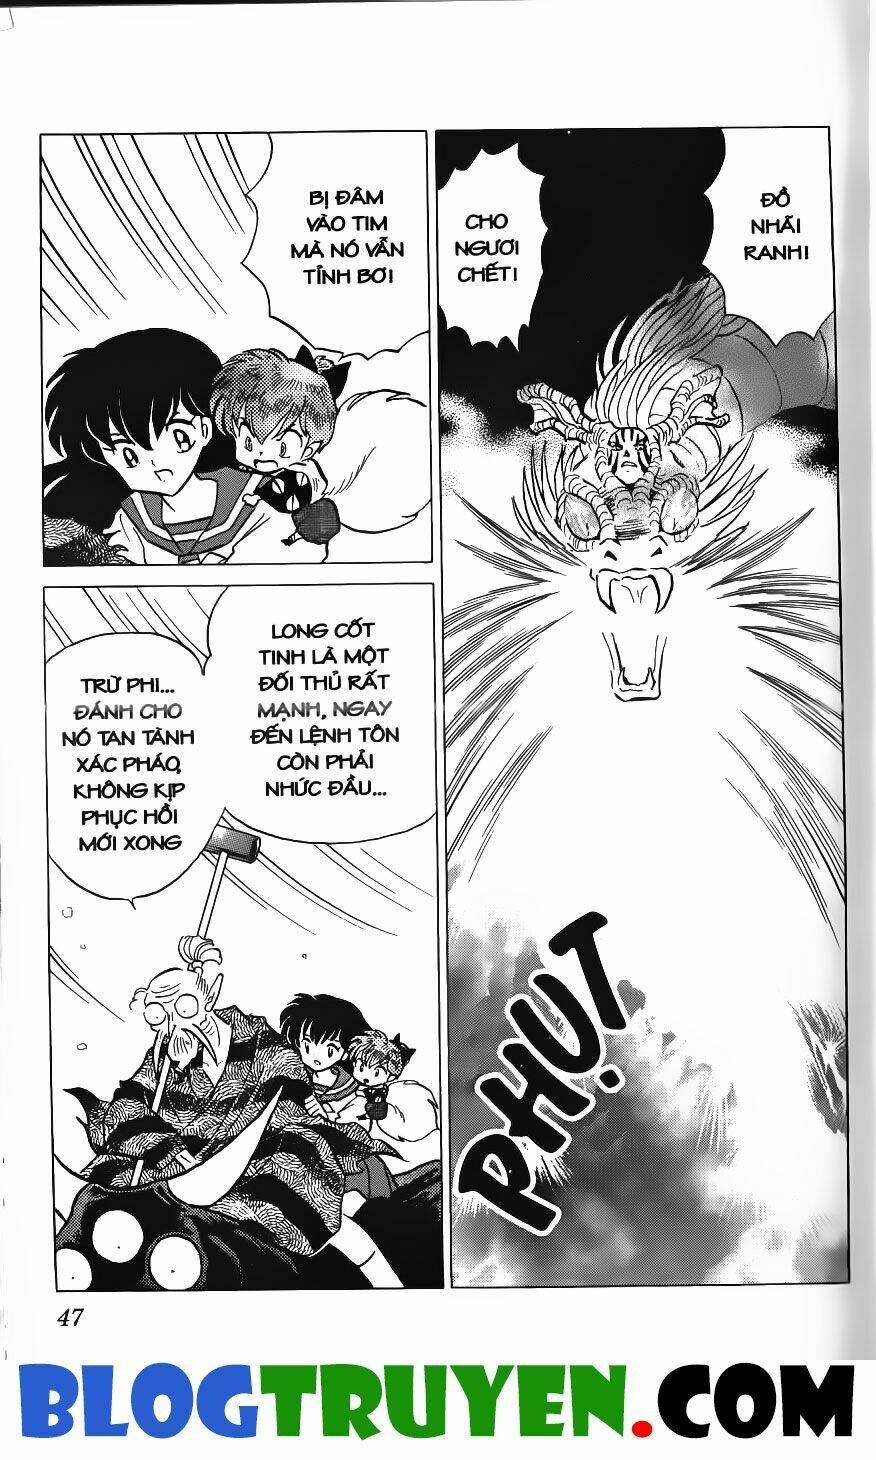 ĐỒ
NHÃI
RANH!
CHO
NGƯƠI
CHẾT!
PHỤT
BỊ ĐÂM
VÀO TIM
MÀ NÓ VẪN
TỈNH BƠ!
LONG CỐT
TINH LÀ MỘT
ĐỐI THỦ RẤT
MẠNH, NGAY
ĐẾN LỆNH TÔN
CÒN PHẢI
NHỨC ĐẦU...
TRỪ PHI...
ĐÁNH CHO
NÓ TAN TÀNH
XÁC PHÁO,
KHÔNG KỊP
PHỤC HỒI
MỚI XONG
47
BLOGTRUYEN.COM